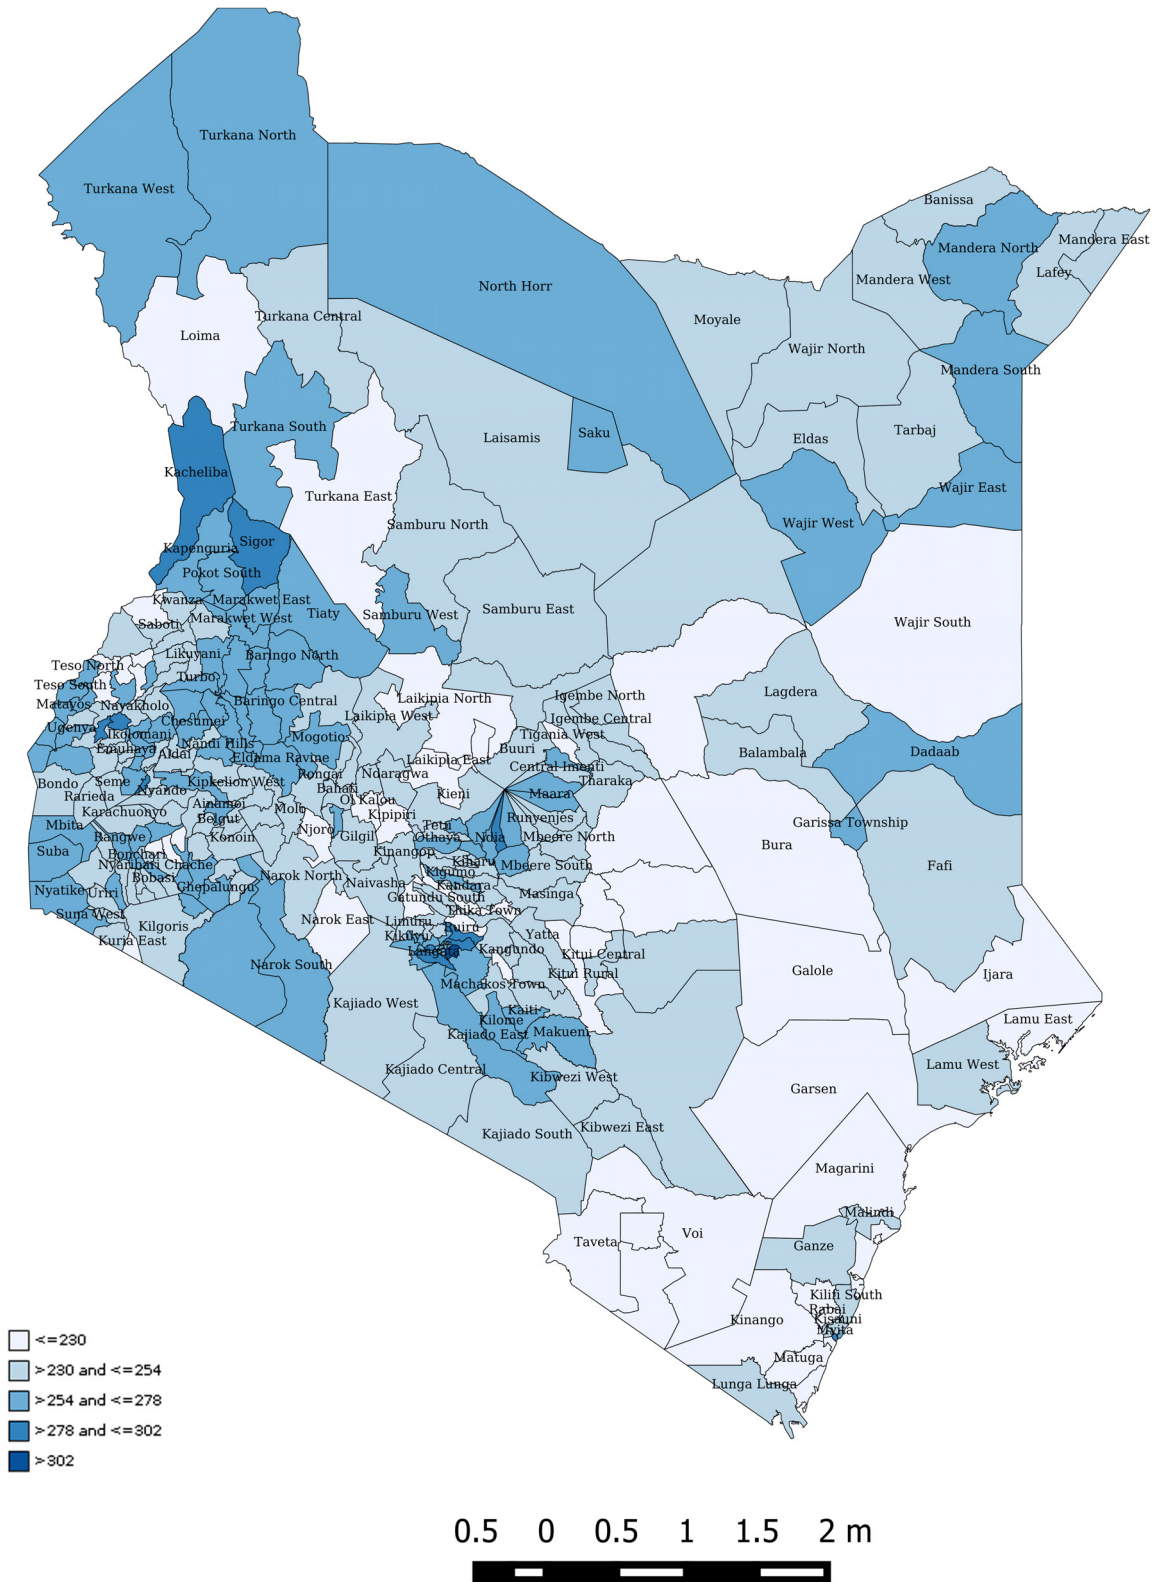 Turkana North
Turkana West
Banissa
Mandera East
Mandera North
Lafey
Mandera West
North Horr
Turkana Central
Moyale
Loima
Wajir North
Mandera South
Turkana South
Saku
Laisamis
Eldas
Tarbaj
Kacheliba
Wajir East
Turkana East
Samburu North
Wajir West
Sigor
Kapenguria
Pokot South
Kwanza
Marakwet East
Tiaty
Samburu West
Samburu East
Marakwet West
Saboti
Wajir South
Likuyani
Baringo North
Teso North
Turbo
Teso South
Lagdera
Igembe North
Laikipia North
Baringo Central
Matayos
Navakholo
Laikipia West
Igembe Central
Chesumei
Ugenya
Ikolomani
Tigania West
Mogotio
Nandi Hills
Emuhaya
Aldai
Buuri
Balambala
Dadaab
Eldama Ravine
Laikipia East
Central Imenti
Rongai
Ndaragwa
Tharaka
Bondo
Seme
Kipkelion West
Nyando
Bahati
Kieni
Maara
Rarieda
Ol Kalou
Ainamoi
Molo
Karachuonyo
Kipipiri
Belgut
Runyenjes
Garissa Township
Mbita
Njoro
Tetu
Rangwe
Konoin
Gilgil
Othaya
Ndia
Mbeere North
Bura
Suba
Bonchari
Kinangop
Nyaribari Chache
Kiharu
Mbeere South
Fafi
Bobasi
Narok North
Kigumo
Naivasha
Nyatike
Uriri
Chepalungu
Kandara
Masinga
Gatundu South
Thika Town
Suna West
Narok East
Kilgoris
Limuru
Ruiru
Kuria East
Kikuyu
Yatta
Langata
Kangundo
Kitui Central
Narok South
Galole
Kitui Rural
Ijara
Machakos Town
Kajiado West
Kaiti
Kilome
Lamu East
Makueni
Kajiado East
Lamu West
Kajiado Central
Kibwezi West
Garsen
Kibwezi East
Kajiado South
Magarini
Malindi
Voi
Taveta
Ganze
Kilifi South
Rabai
Kinango
Kisauni
Mvita
Matuga
Lunga Lunga
<=230
>230 and <=254
>254 and <=278
>278 and <=302
>302
0.5 0 0.5 1 1.5 2 m